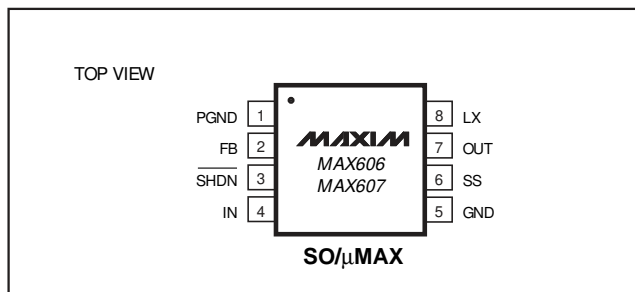 TOP VIEW
PGND 1 8 LX
FB 2 MAXIM 7 OUT
SHDN 3 MAX606 6 SS
IN 4 MAX607 5 GND
SO/μMAX